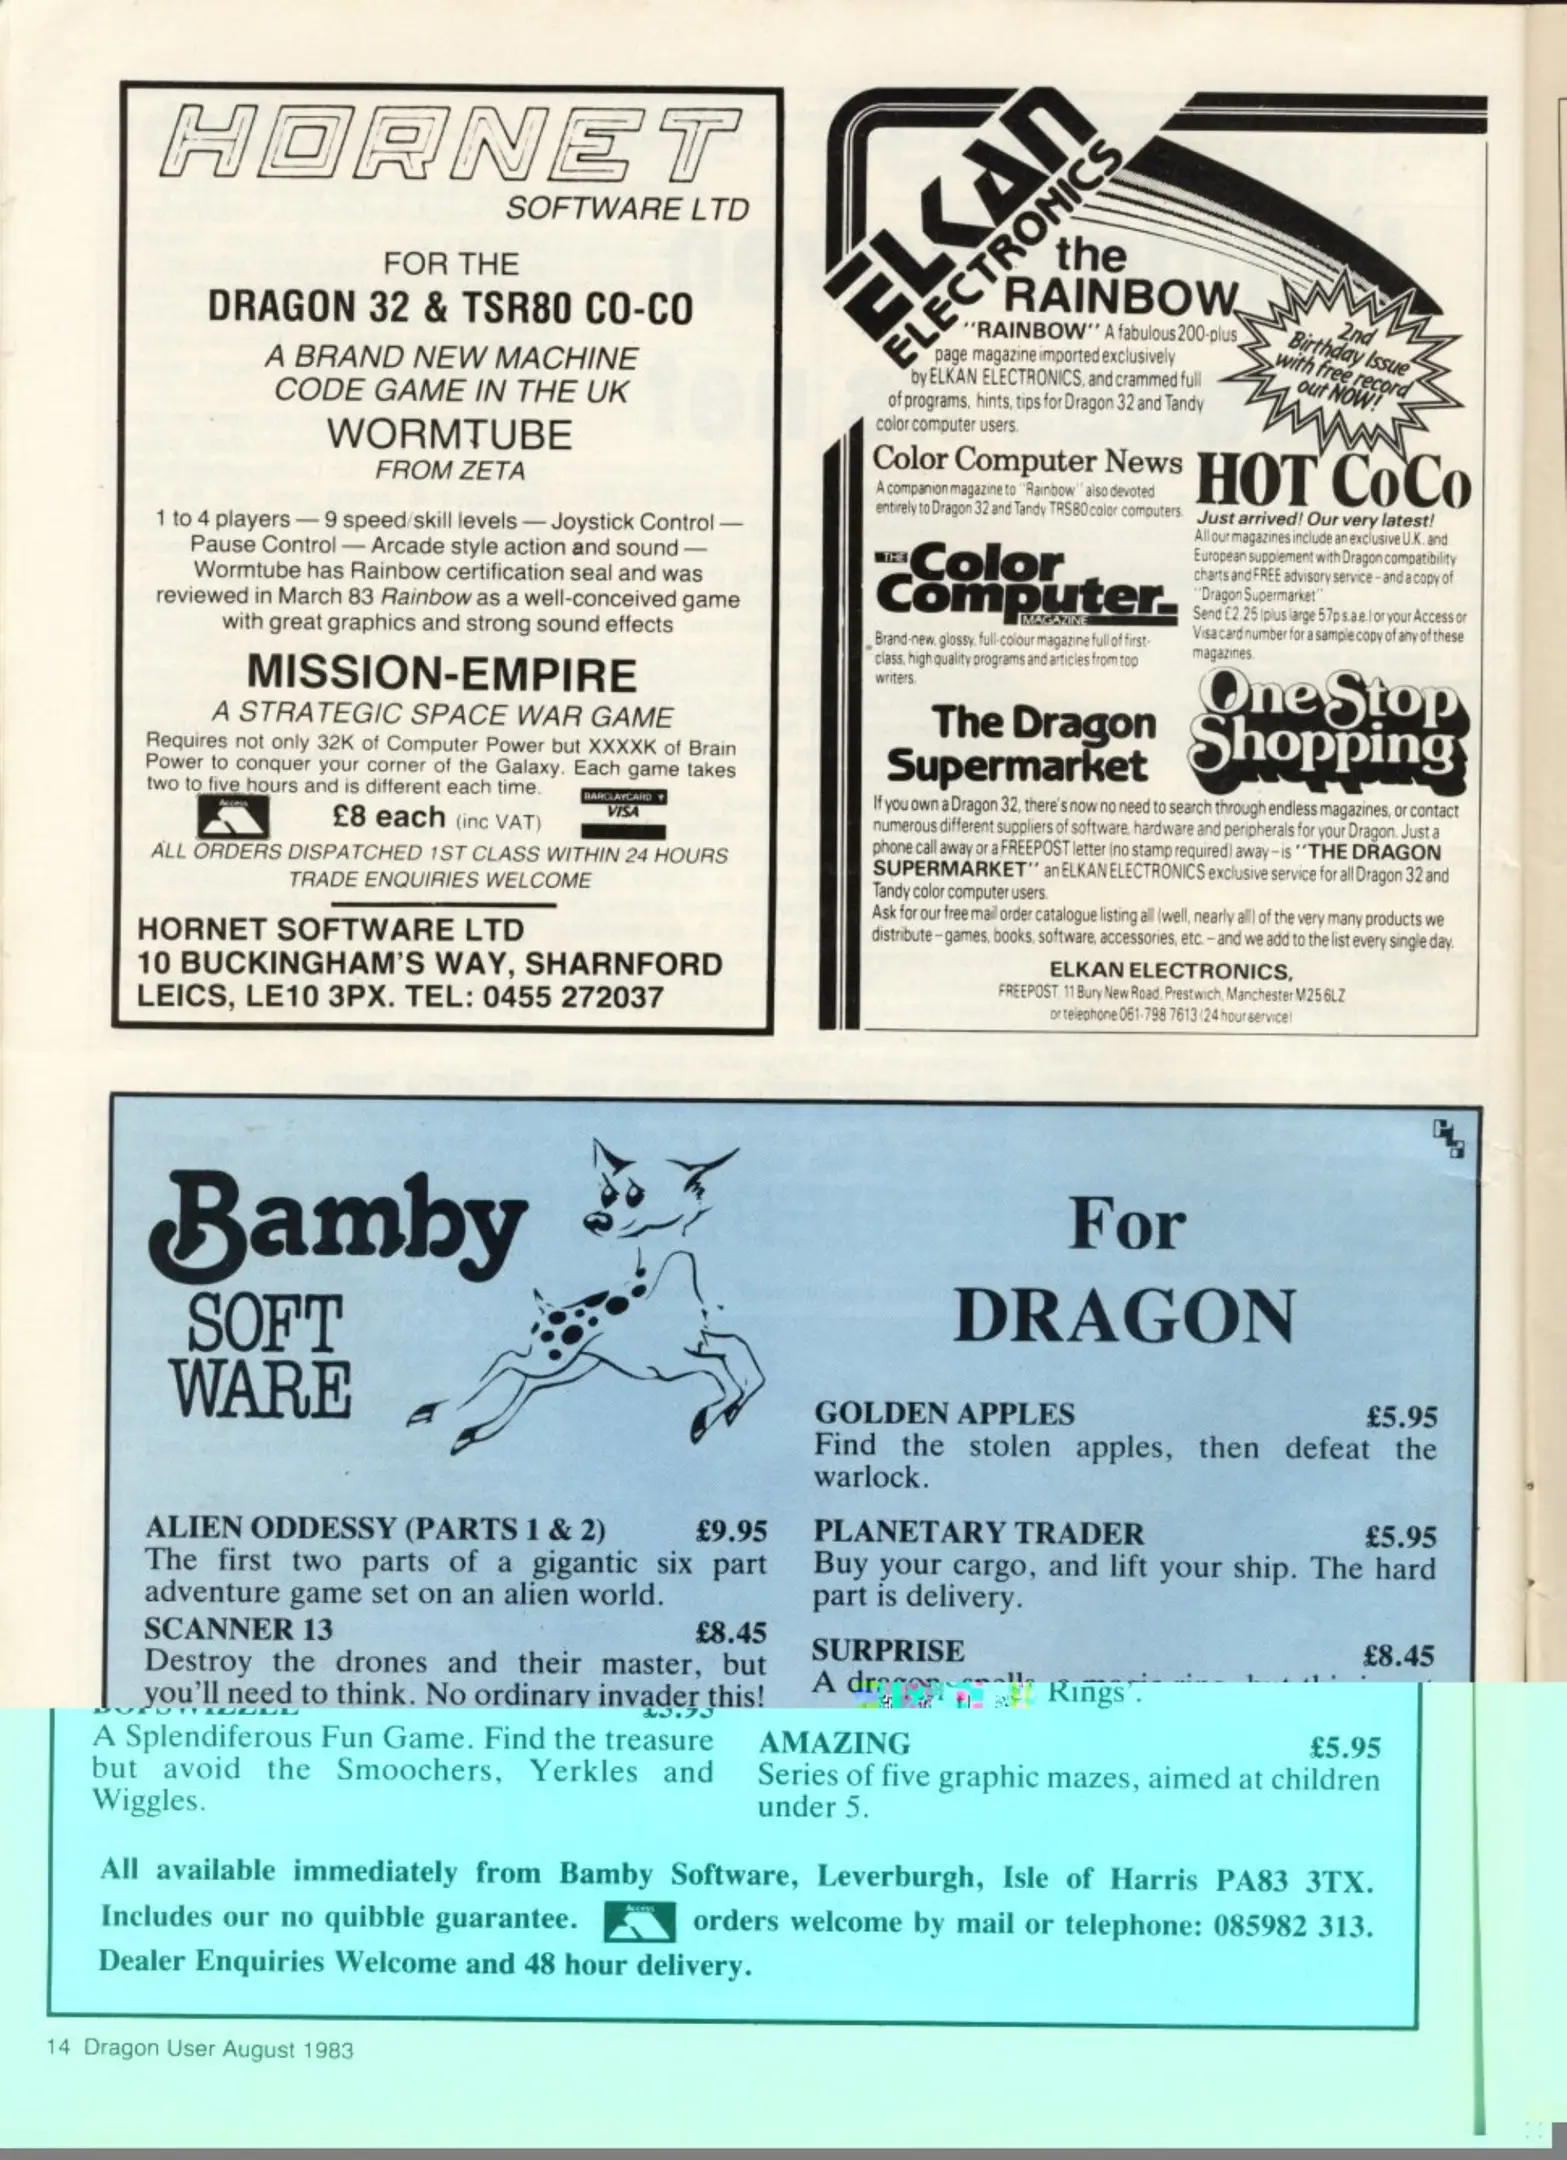 HORNET
SOFTWARE LTD
FOR THE
DRAGON 32 & TSR80 CO-CO
A BRAND NEW MACHINE
CODE GAME IN THE UK
WORMTUBE
FROM ZETA
1 to 4 players — 9 speed/skill levels — Joystick Control —
Pause Control — Arcade style action and sound —
Wormtube has Rainbow certification seal and was
reviewed in March 83 Rainbow as a well-conceived game
with great graphics and strong sound effects
MISSION-EMPIRE
A STRATEGIC SPACE WAR GAME
Requires not only 32K of Computer Power but XXXXK of Brain
Power to conquer your corner of the Galaxy. Each game takes
two to five hours and is different each time.
Access
£8 each (inc VAT)
BARCLAYCARD
VISA
ALL ORDERS DISPATCHED 1ST CLASS WITHIN 24 HOURS
TRADE ENQUIRIES WELCOME
HORNET SOFTWARE LTD
10 BUCKINGHAM'S WAY, SHARNFORD
LEICS, LE10 3PX. TEL: 0455 272037
ELKAN
ELECTRONICS
the
RAINBOW
"RAINBOW" A fabulous 200-plus
page magazine imported exclusively
by ELKAN ELECTRONICS, and crammed full
of programs, hints, tips for Dragon 32 and Tandy
color computer users.
2nd
Birthday Issue
with free record
out NOW!
Color Computer News
A companion magazine to "Rainbow" also devoted
entirely to Dragon 32 and Tandy TRS80 color computers.
THE Color
Computer
MAGAZINE
Brand-new, glossy, full-colour magazine full of first-
class, high quality programs and articles from top
writers.
HOT CoCo
Just arrived! Our very latest!
All our magazines include an exclusive U.K. and
European supplement with Dragon compatibility
charts and FREE advisory service – and a copy of
"Dragon Supermarket"
Send £2.25 (plus large 57p s.a.e.) or your Access or
Visa card number for a sample copy of any of these
magazines.
The Dragon
Supermarket
One Stop
Shopping
If you own a Dragon 32, there's now no need to search through endless magazines, or contact
numerous different suppliers of software, hardware and peripherals for your Dragon. Just a
phone call away or a FREEPOST letter (no stamp required) away – is "THE DRAGON
SUPERMARKET" an ELKAN ELECTRONICS exclusive service for all Dragon 32 and
Tandy color computer users.
Ask for our free mail order catalogue listing all (well, nearly all) of the very many products we
distribute – games, books, software, accessories, etc. – and we add to the list every single day.
ELKAN ELECTRONICS,
FREEPOST, 11 Bury New Road, Prestwich, Manchester M25 6LZ
or telephone 061-798 7613 (24 hour service)
Bamby
SOFT
WARE
ALIEN ODDESSY (PARTS 1 & 2) £9.95
The first two parts of a gigantic six part
adventure game set on an alien world.
SCANNER 13 £8.45
Destroy the drones and their master, but
you'll need to think. No ordinary invader this!
A Splendiferous Fun Game. Find the treasure
but avoid the Smoochers, Yerkles and
Wiggles.
For
DRAGON
GOLDEN APPLES £5.95
Find the stolen apples, then defeat the
warlock.
PLANETARY TRADER £5.95
Buy your cargo, and lift your ship. The hard
part is delivery.
SURPRISE £8.45
A
Rings'.
AMAZING £5.95
Series of five graphic mazes, aimed at children
under 5.
All available immediately from Bamby Software, Leverburgh, Isle of Harris PA83 3TX.
Includes our no quibble guarantee. Access orders welcome by mail or telephone: 085982 313.
Dealer Enquiries Welcome and 48 hour delivery.
14 Dragon User August 1983